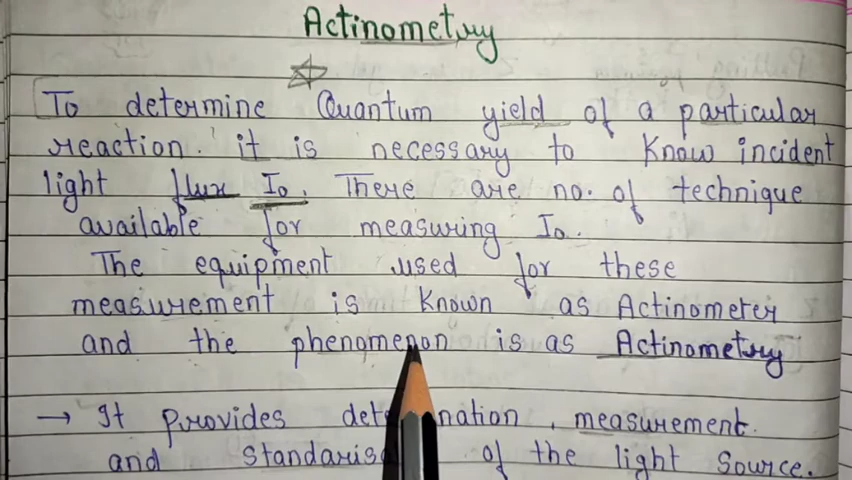 Actinometry
To determine Quantum yield of a particular
reaction. it is necessary to know incident
light flux I₀. There are no. of technique
available for measuring I₀.
The equipment used for these
measurement is known as Actinometer
and the phenomenon is as Actinometry
→ It provides , measurement
and of the light source.